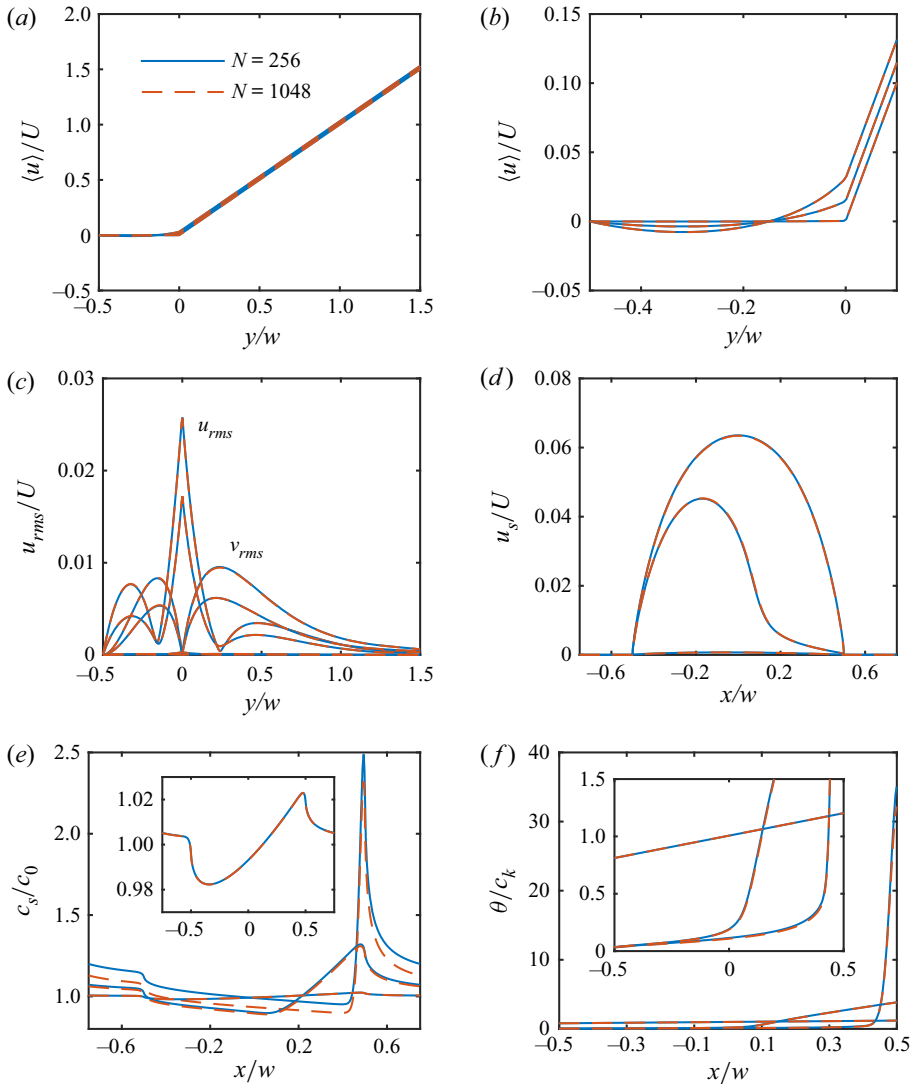 (a)
2.0
1.5
1.0
0.5
0
–0.5
⟨u⟩/U
N = 256
N = 1048
–0.5 0 0.5 1.0 1.5
y/w
(b)
0.15
0.10
0.05
0
–0.05
⟨u⟩/U
–0.4 –0.2 0
y/w
(c)
0.03
0.02
0.01
0
u_rms/U
u_rms
v_rms
–0.5 0 0.5 1.0 1.5
y/w
(d)
0.08
0.06
0.04
0.02
0
u_s/U
–0.6 –0.2 0.2 0.6
x/w
(e)
2.5
2.0
1.5
1.0
c_s/c_0
1.02
1.00
0.98
–0.5 0 0.5
–0.6 –0.2 0.2 0.6
x/w
(f)
40
30
20
10
0
θ/c_k
1.5
1.0
0.5
0
–0.5 0 0.5
–0.5 –0.3 –0.1 0.1 0.3 0.5
x/w